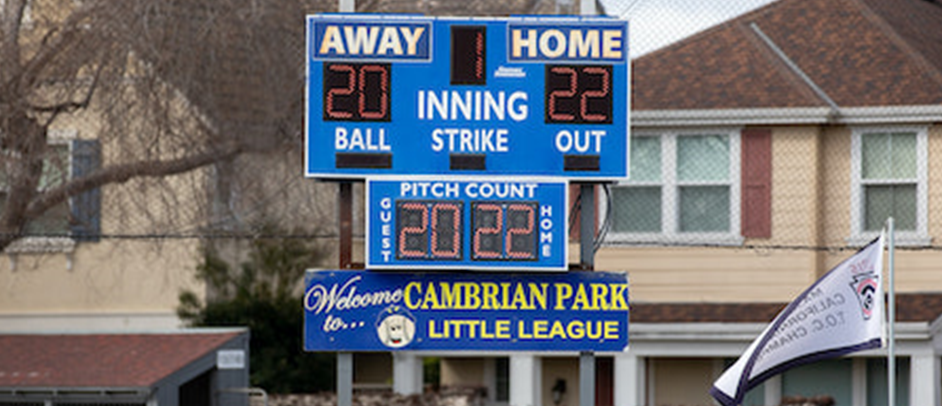 AWAY 1 HOME
20 INNING 22
BALL STRIKE OUT
PITCH COUNT
GUEST 20 22 HOME
Welcome to... CAMBRIAN PARK
LITTLE LEAGUE